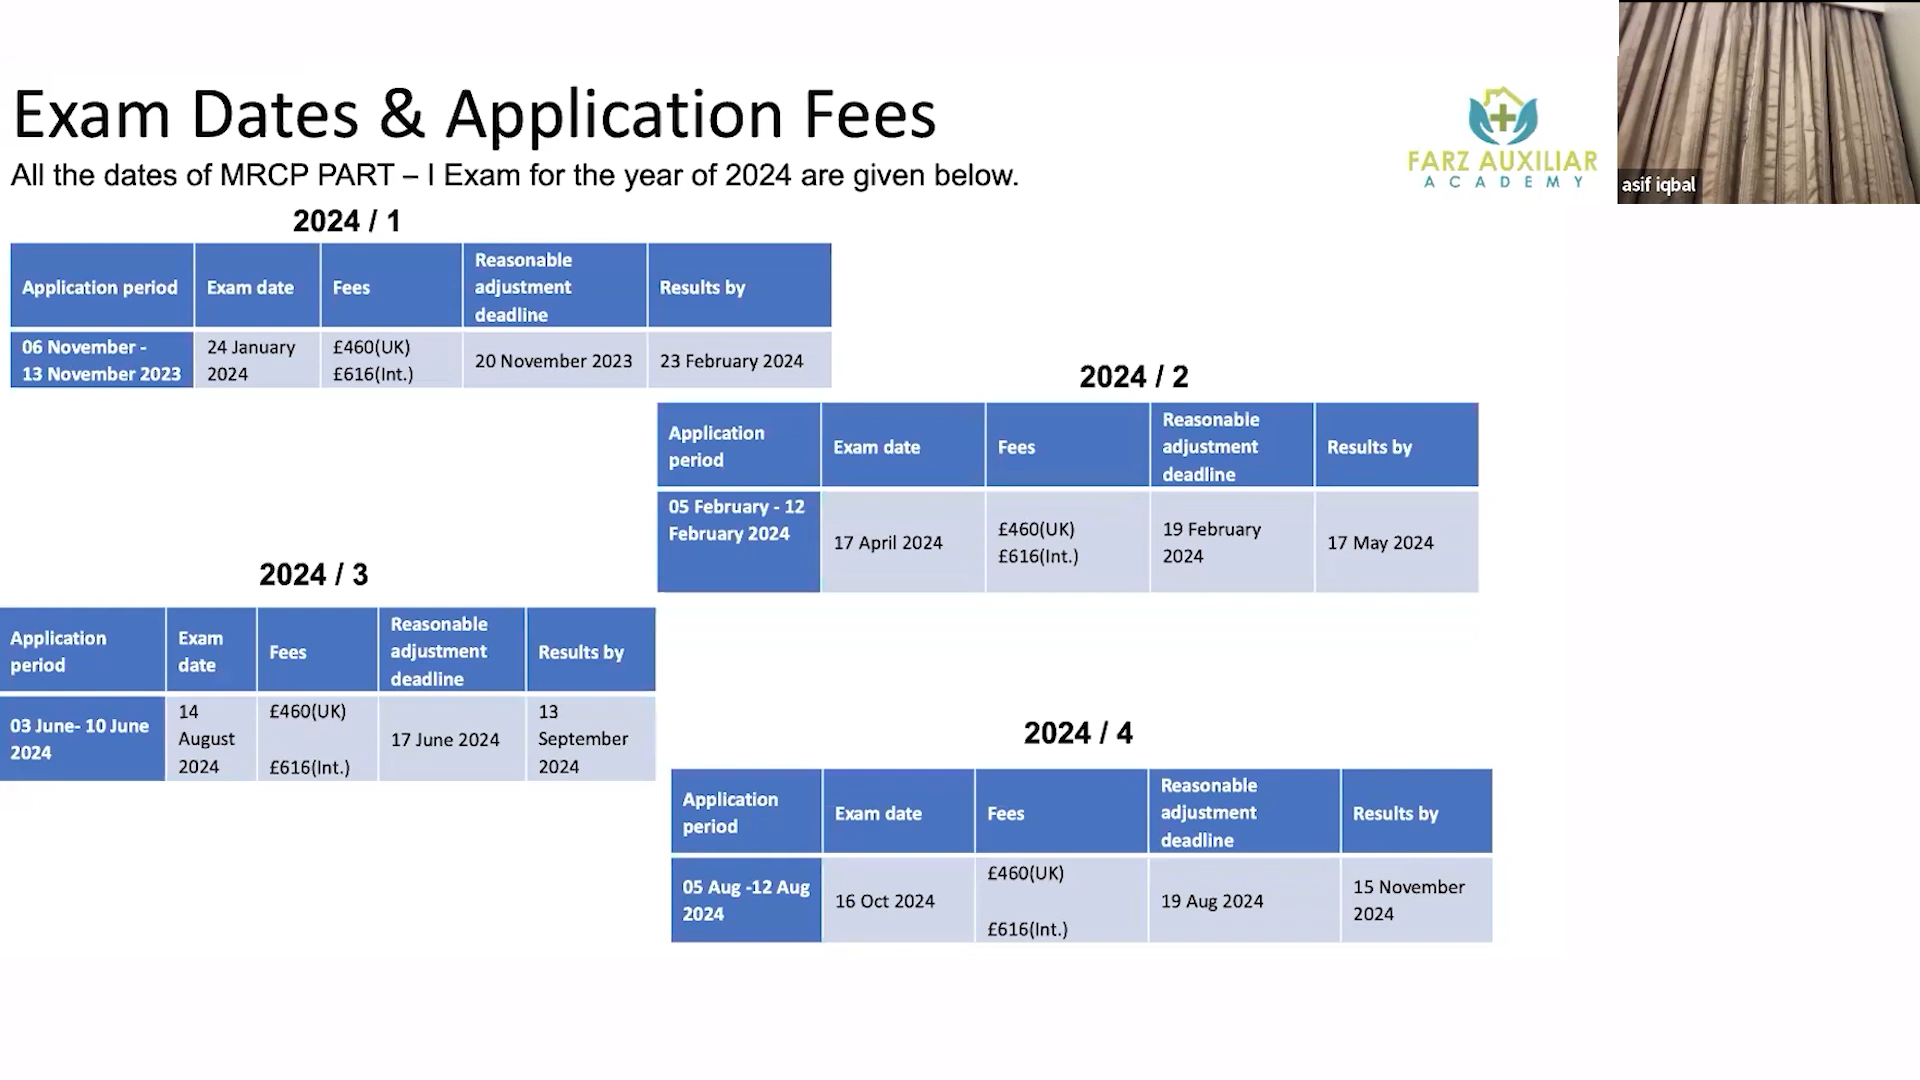 Exam Dates & Application Fees
All the dates of MRCP PART – I Exam for the year of 2024 are given below.
FARZ AUXILIAR
ACADEMY
asif iqbal
2024 / 1
Application period
Exam date
Fees
Reasonable
adjustment
deadline
Results by
06 November -
13 November 2023
24 January
2024
£460(UK)
£616(Int.)
20 November 2023
23 February 2024
2024 / 2
Application
period
Exam date
Fees
Reasonable
adjustment
deadline
Results by
05 February - 12
February 2024
17 April 2024
£460(UK)
£616(Int.)
19 February
2024
17 May 2024
2024 / 3
Application
period
Exam
date
Fees
Reasonable
adjustment
deadline
Results by
03 June- 10 June
2024
14
August
2024
£460(UK)
£616(Int.)
17 June 2024
13
September
2024
2024 / 4
Application
period
Exam date
Fees
Reasonable
adjustment
deadline
Results by
05 Aug -12 Aug
2024
16 Oct 2024
£460(UK)
£616(Int.)
19 Aug 2024
15 November
2024